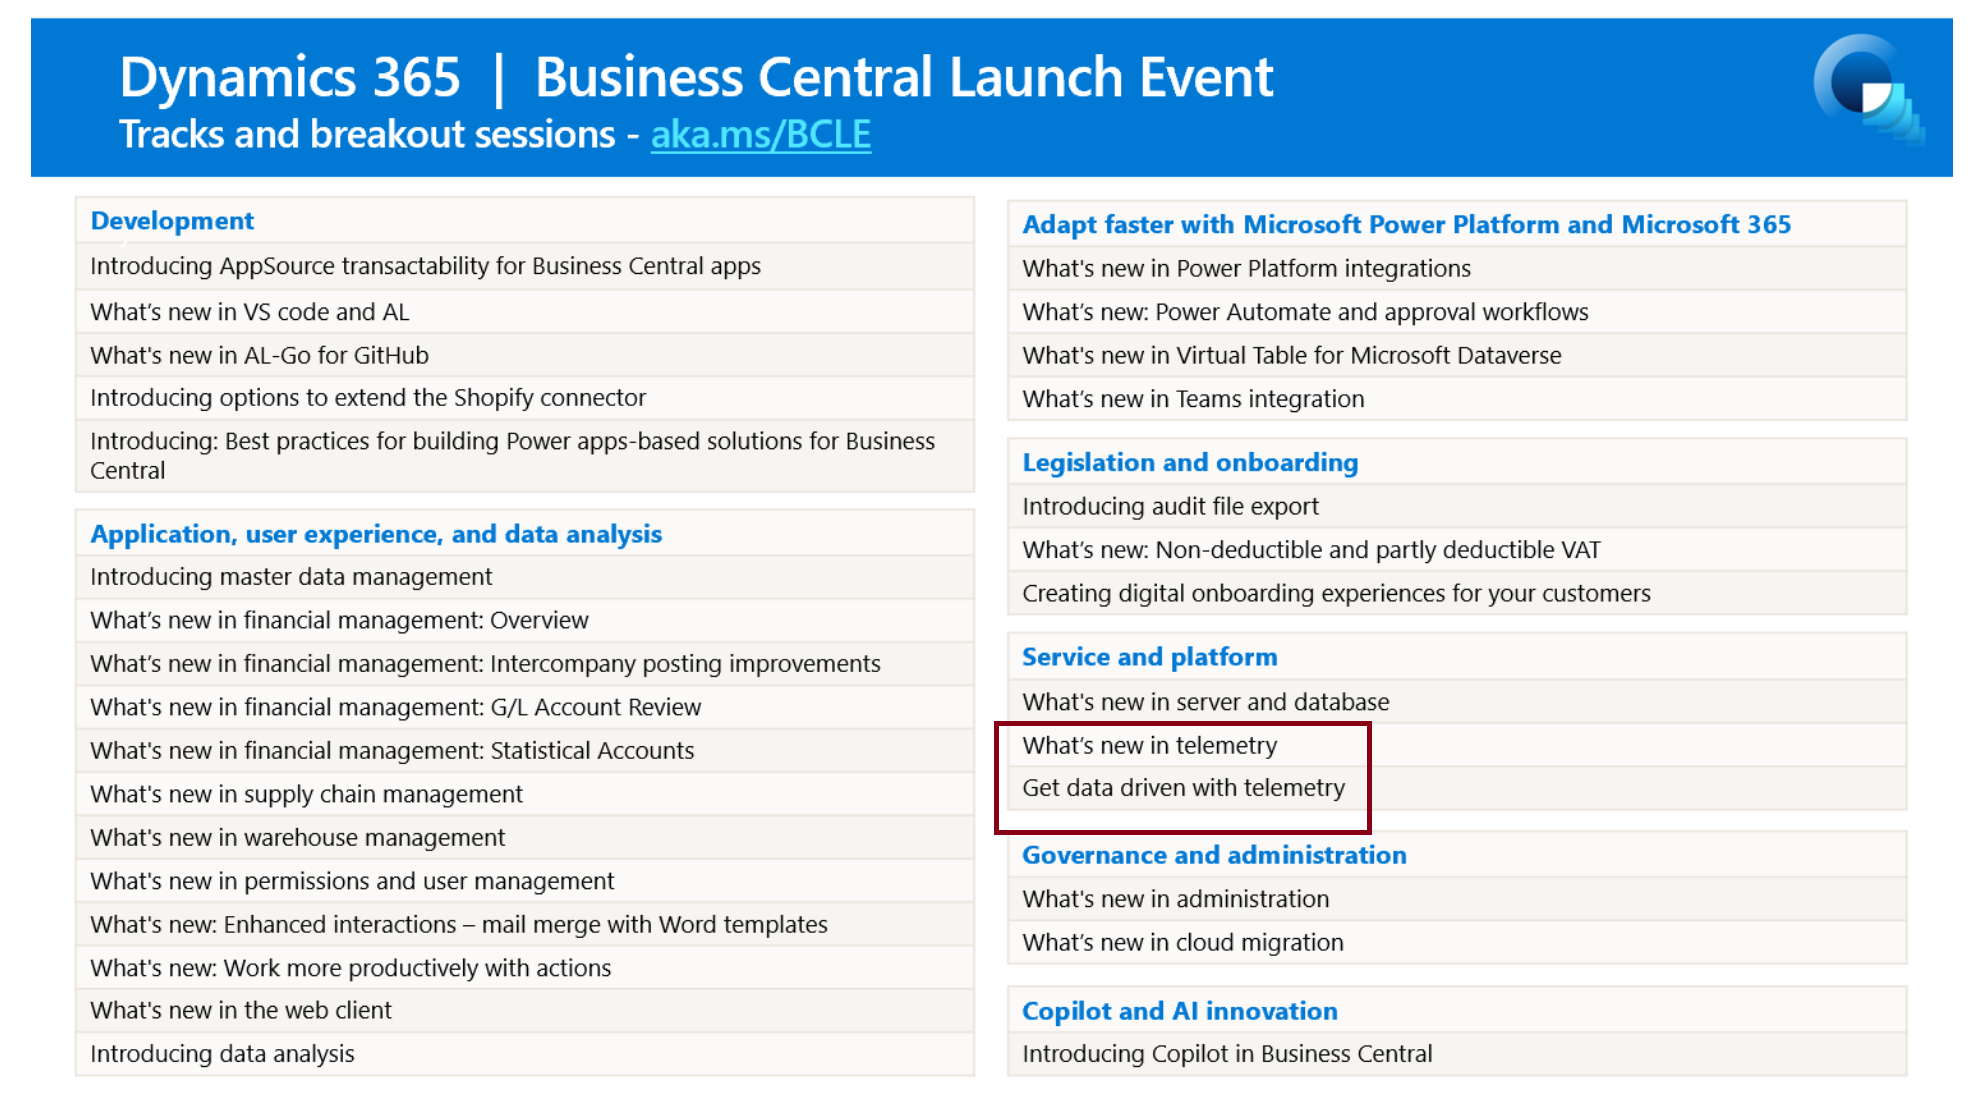 Dynamics 365 | Business Central Launch Event
Tracks and breakout sessions - aka.ms/BCLE
Development
Introducing AppSource transactability for Business Central apps
What’s new in VS code and AL
What's new in AL-Go for GitHub
Introducing options to extend the Shopify connector
Introducing: Best practices for building Power apps-based solutions for Business
Central
Application, user experience, and data analysis
Introducing master data management
What’s new in financial management: Overview
What’s new in financial management: Intercompany posting improvements
What's new in financial management: G/L Account Review
What's new in financial management: Statistical Accounts
What's new in supply chain management
What's new in warehouse management
What's new in permissions and user management
What's new: Enhanced interactions – mail merge with Word templates
What's new: Work more productively with actions
What's new in the web client
Introducing data analysis
Adapt faster with Microsoft Power Platform and Microsoft 365
What's new in Power Platform integrations
What’s new: Power Automate and approval workflows
What's new in Virtual Table for Microsoft Dataverse
What’s new in Teams integration
Legislation and onboarding
Introducing audit file export
What’s new: Non-deductible and partly deductible VAT
Creating digital onboarding experiences for your customers
Service and platform
What's new in server and database
What’s new in telemetry
Get data driven with telemetry
Governance and administration
What's new in administration
What’s new in cloud migration
Copilot and AI innovation
Introducing Copilot in Business Central